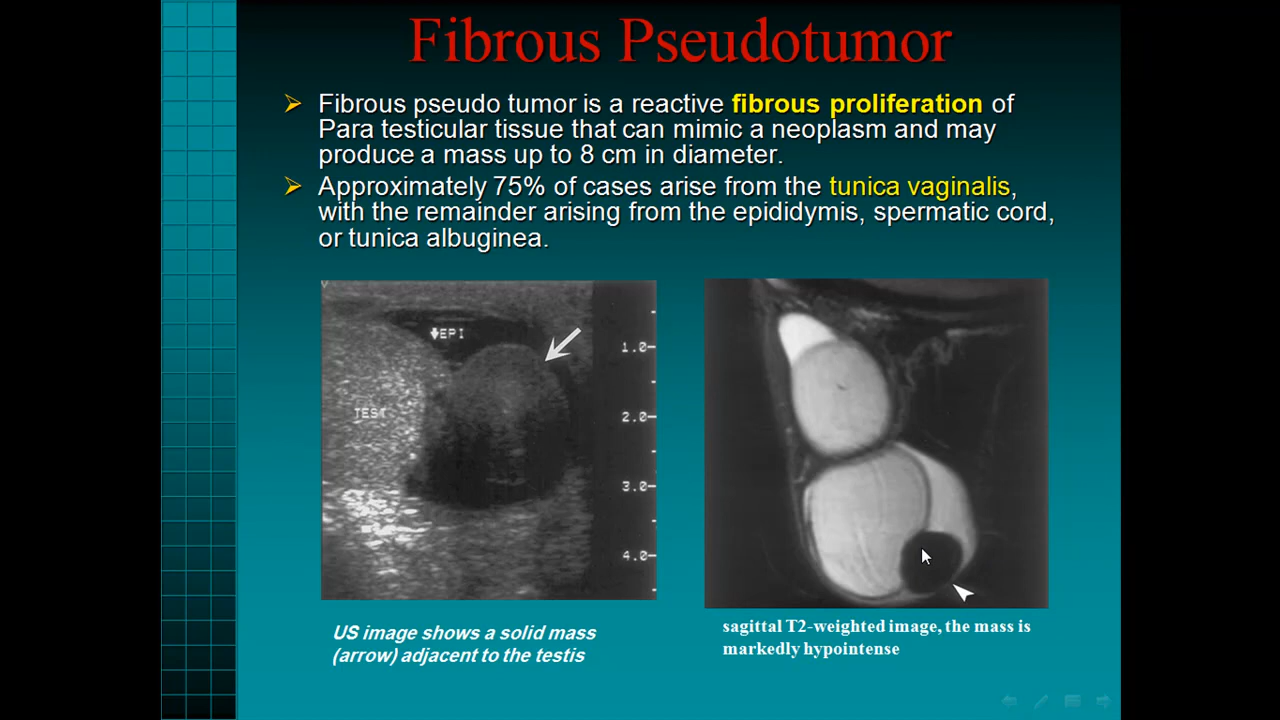 Fibrous Pseudotumor
Fibrous pseudo tumor is a reactive fibrous proliferation of
Para testicular tissue that can mimic a neoplasm and may
produce a mass up to 8 cm in diameter.
Approximately 75% of cases arise from the tunica vaginalis,
with the remainder arising from the epididymis, spermatic cord,
or tunica albuginea.
EPI
TEST
1.0
2.0
3.0
4.0
US image shows a solid mass
(arrow) adjacent to the testis
sagittal T2-weighted image, the mass is
markedly hypointense